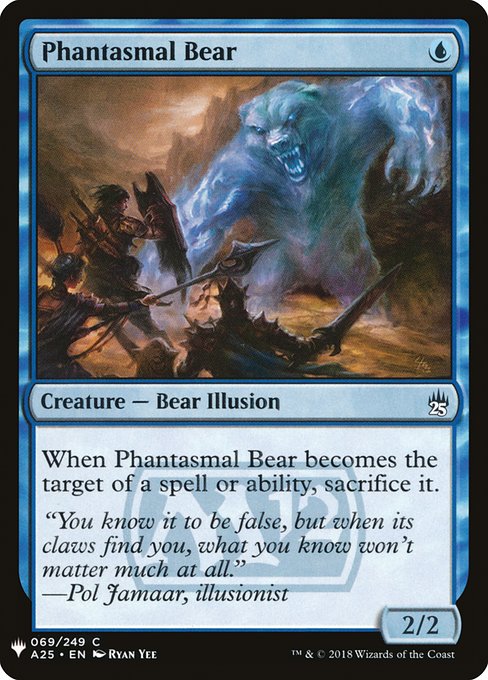 Phantasmal Bear
Creature — Bear Illusion
25
When Phantasmal Bear becomes the
target of a spell or ability, sacrifice it.
“You know it to be false, but when its
claws find you, what you know won’t
matter much at all.”
—Pol Jamaar, illusionist
2/2
069/249 C
A25 • EN Ryan Yee
™ & © 2018 Wizards of the Coast